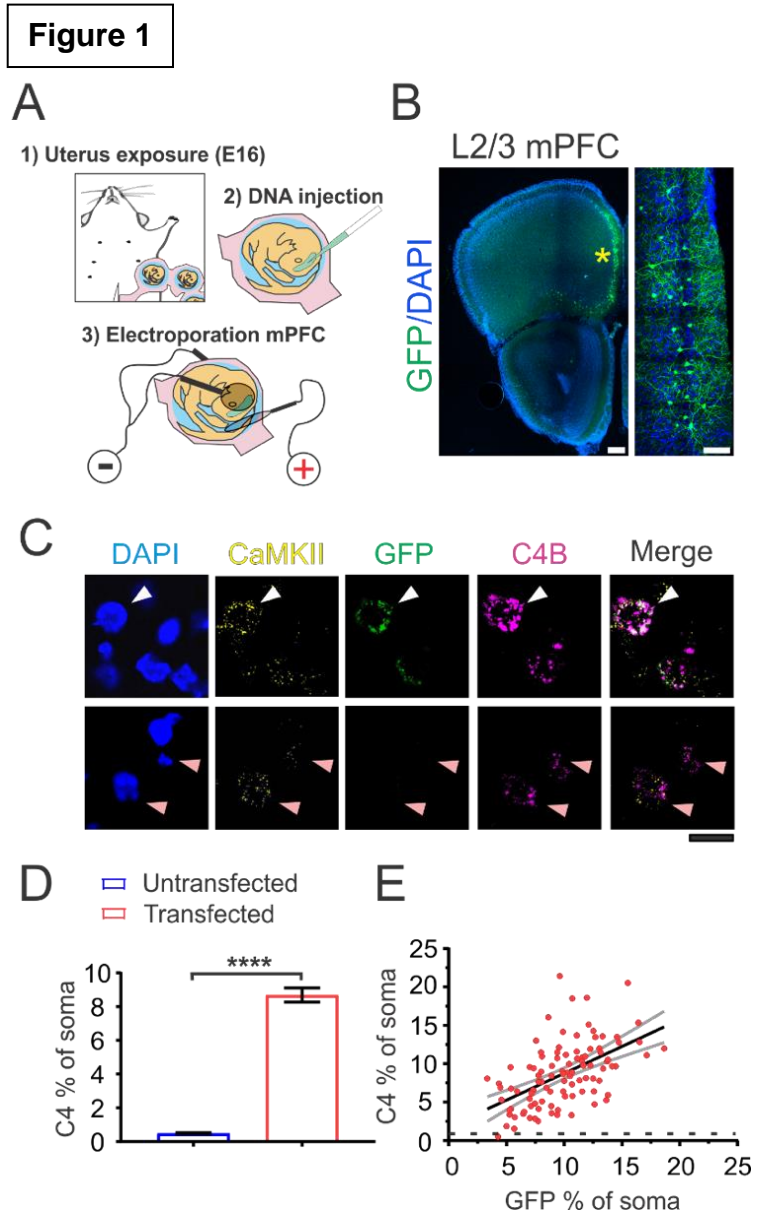 Figure 1
A
1) Uterus exposure (E16)
2) DNA injection
3) Electroporation mPFC
-
+
B
L2/3 mPFC
GFP/DAPI
*
C
DAPI CaMKII GFP C4B Merge
D
Untransfected
Transfected
****
C4 % of soma
10
8
6
4
2
0
E
C4 % of soma
25
20
15
10
5
0
0 5 10 15 20 25
GFP % of soma